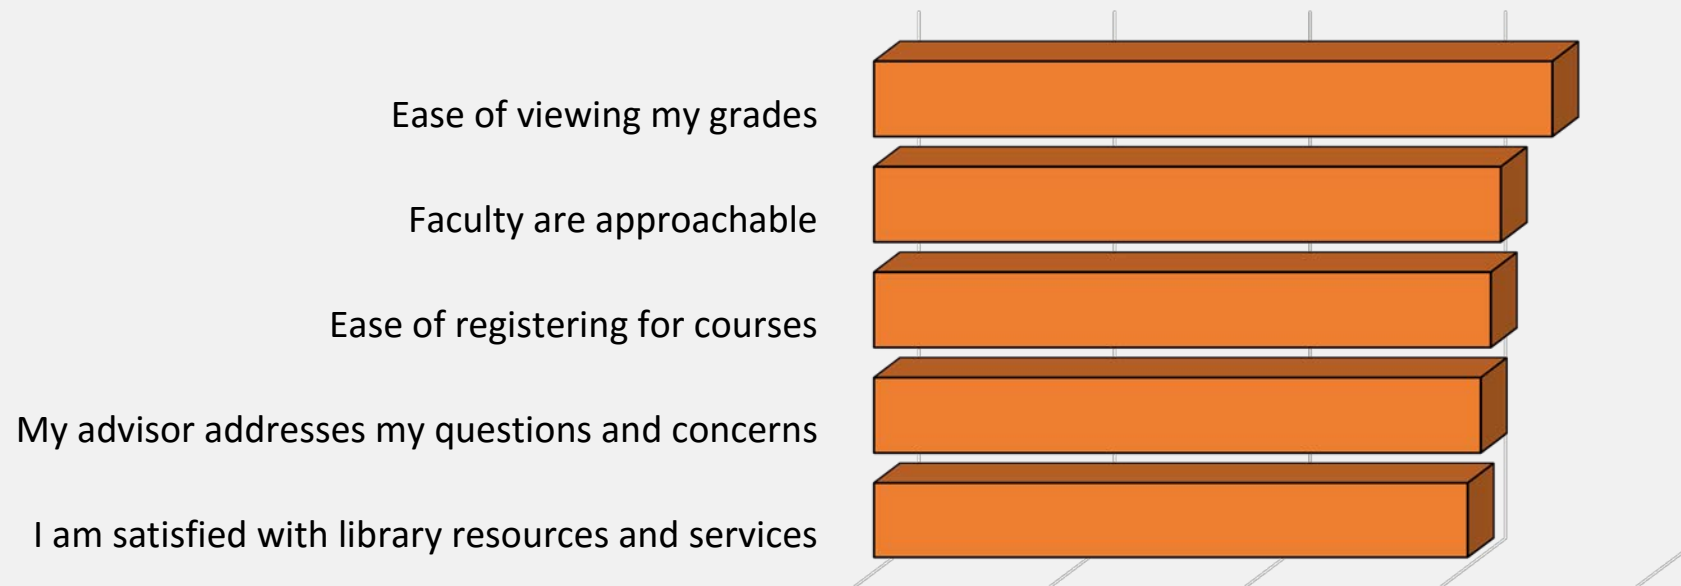 Ease of viewing my grades
Faculty are approachable
Ease of registering for courses
My advisor addresses my questions and concerns
I am satisfied with library resources and services